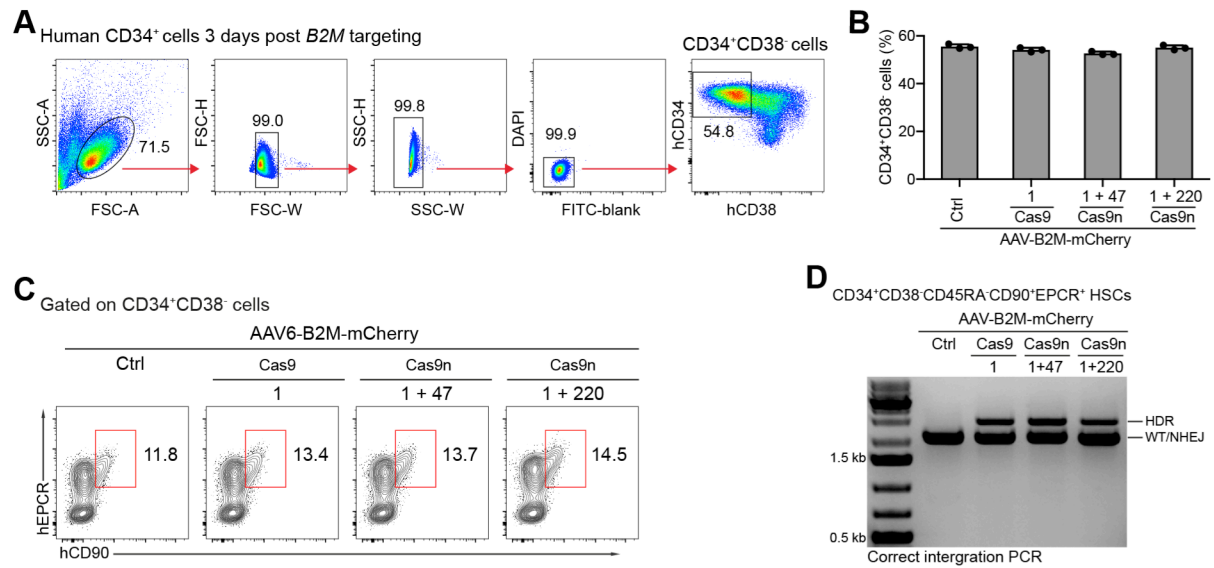 A
Human CD34+ cells 3 days post B2M targeting
CD34+CD38- cells
SSC-A
71.5
FSC-A
FSC-H
99.0
FSC-W
SSC-H
99.8
SSC-W
DAPI
99.9
FITC-blank
hCD34
54.8
hCD38
B
CD34+CD38- cells (%)
60
40
20
0
Ctrl
1
Cas9
1 + 47
Cas9n
1 + 220
Cas9n
AAV-B2M-mCherry
C
Gated on CD34+CD38- cells
AAV6-B2M-mCherry
Ctrl
Cas9
Cas9n
Cas9n
1
1 + 47
1 + 220
11.8
13.4
13.7
14.5
hEPCR
hCD90
D
CD34+CD38-CD45RA-CD90+EPCR+ HSCs
AAV-B2M-mCherry
Ctrl
Cas9
Cas9n
Cas9n
1
1+47
1+220
HDR
WT/NHEJ
1.5 kb
0.5 kb
Correct intergration PCR